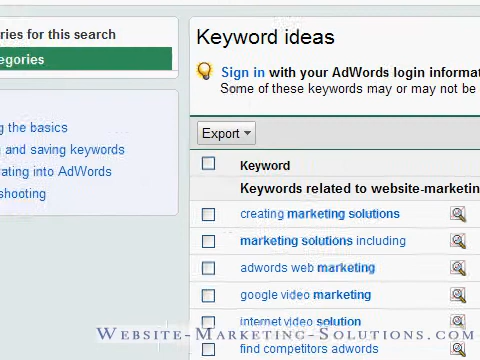 ries for this search
egories
g the basics
and saving keywords
ating into AdWords
shooting
Keyword ideas
Sign in with your AdWords login informat
Some of these keywords may or may not be
Export
Keyword
Keywords related to website-marketin
creating marketing solutions
marketing solutions including
adwords web marketing
google video marketing
internet video solution
find competitors adwords
Website-Marketing-Solutions.com